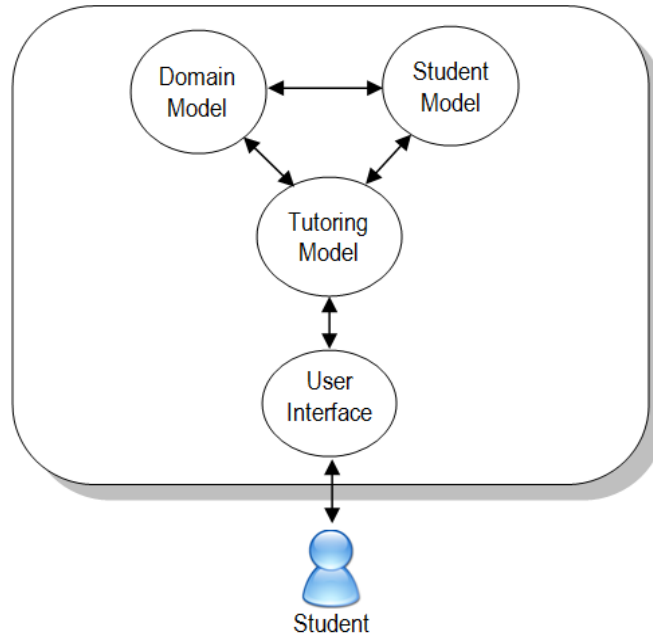 Domain
Model
Student
Model
Tutoring
Model
User
Interface
Student